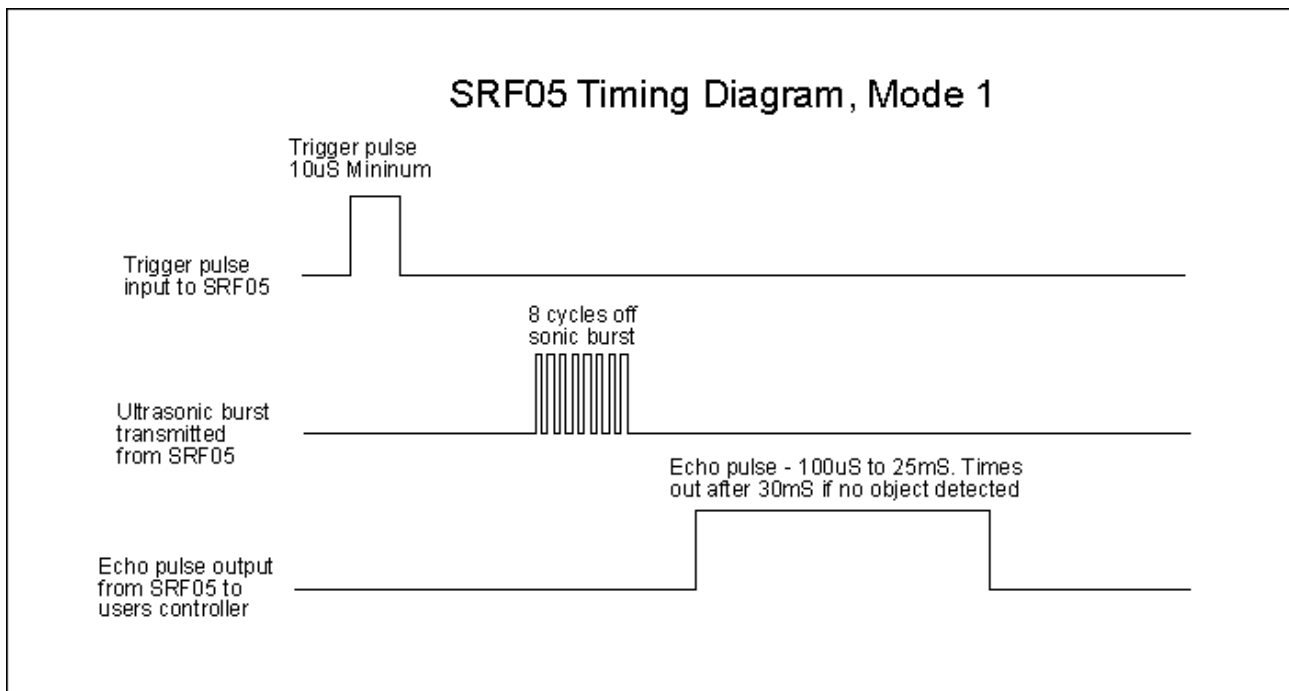 SRF05 Timing Diagram, Mode 1
Trigger pulse
10uS Mininum
Trigger pulse
input to SRF05
8 cycles off
sonic burst
Ultrasonic burst
transmitted
from SRF05
Echo pulse - 100uS to 25mS. Times
out after 30mS if no object detected
Echo pulse output
from SRF05 to
users controller